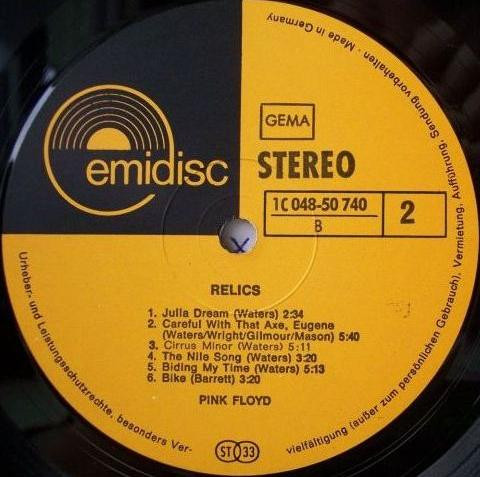 emidisc
GEMA
STEREO
1C 048-50 740
B
2
RELICS
1. Julia Dream (Waters) 2:34
2. Careful With That Axe, Eugene
(Waters/Wright/Gilmour/Mason) 5:40
3. Cirrus Minor (Waters) 5:11
4. The Nile Song (Waters) 3:20
5. Biding My Time (Waters) 5:13
6. Bike (Barrett) 3:20
PINK FLOYD
ST 33
Urheber- und Leistungsschutzrechte, besonders Ver-
vielfältigung (außer zum persönlichen Gebrauch), Vermietung, Aufführung, Sendung vorbehalten · Made in Germany
x